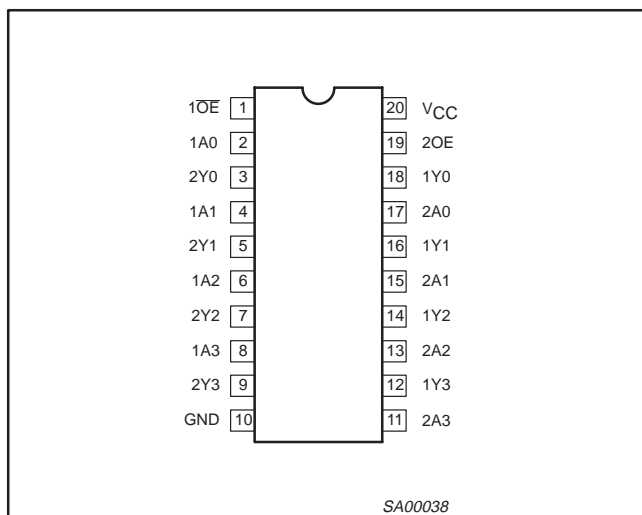 1O̅E̅ 1 20 VCC
1A0 2 19 2OE
2Y0 3 18 1Y0
1A1 4 17 2A0
2Y1 5 16 1Y1
1A2 6 15 2A1
2Y2 7 14 1Y2
1A3 8 13 2A2
2Y3 9 12 1Y3
GND 10 11 2A3
SA00038